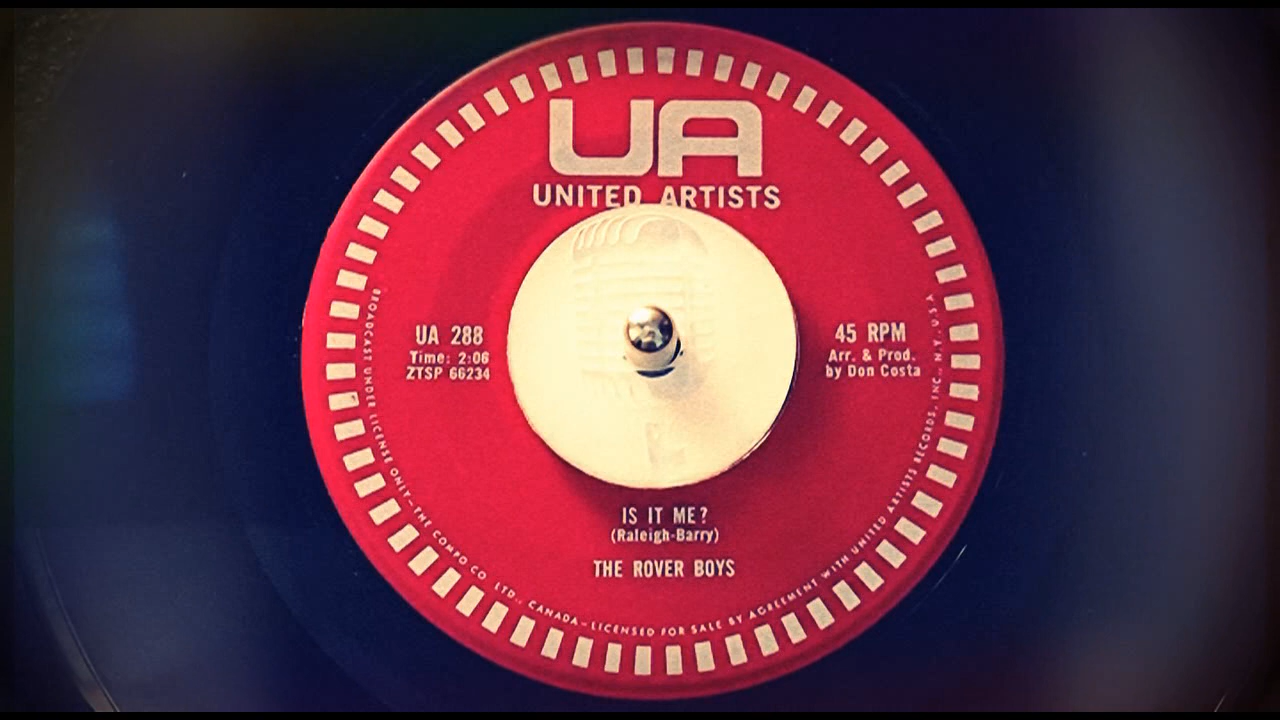 UA
UNITED ARTISTS
UA 288
Time: 2:06
ZTSP 66234
45 RPM
Arr. & Prod.
by Don Costa
IS IT ME?
(Raleigh-Barry)
THE ROVER BOYS
BROADCAST UNDER LICENSE ONLY—THE COMPO CO. LTD., CANADA—LICENSED FOR SALE BY AGREEMENT WITH UNITED ARTISTS RECORDS, INC., N.Y. U.S.A.